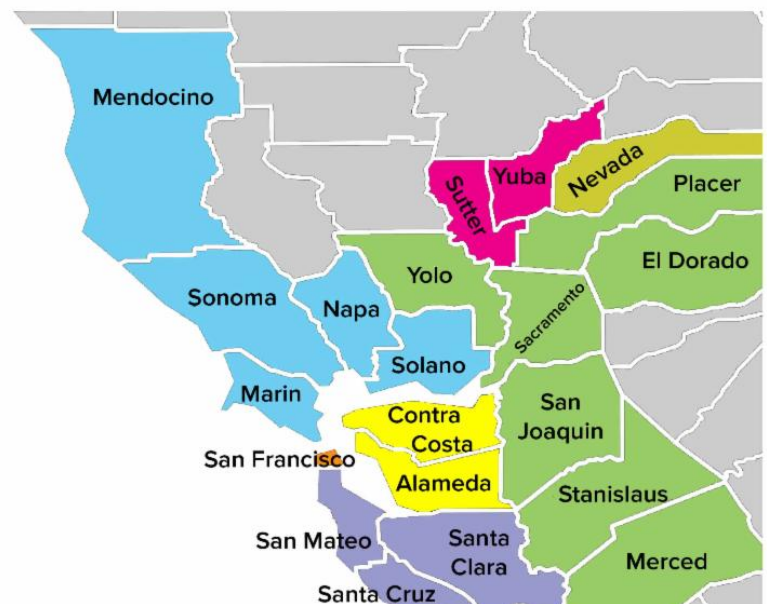 Mendocino
Yuba
Nevada
Placer
Sutter
Yolo
El Dorado
Sonoma
Napa
Sacramento
Solano
Marin
Contra
Costa
San
Joaquin
San Francisco
Alameda
Stanislaus
San Mateo
Santa
Clara
Merced
Santa Cruz